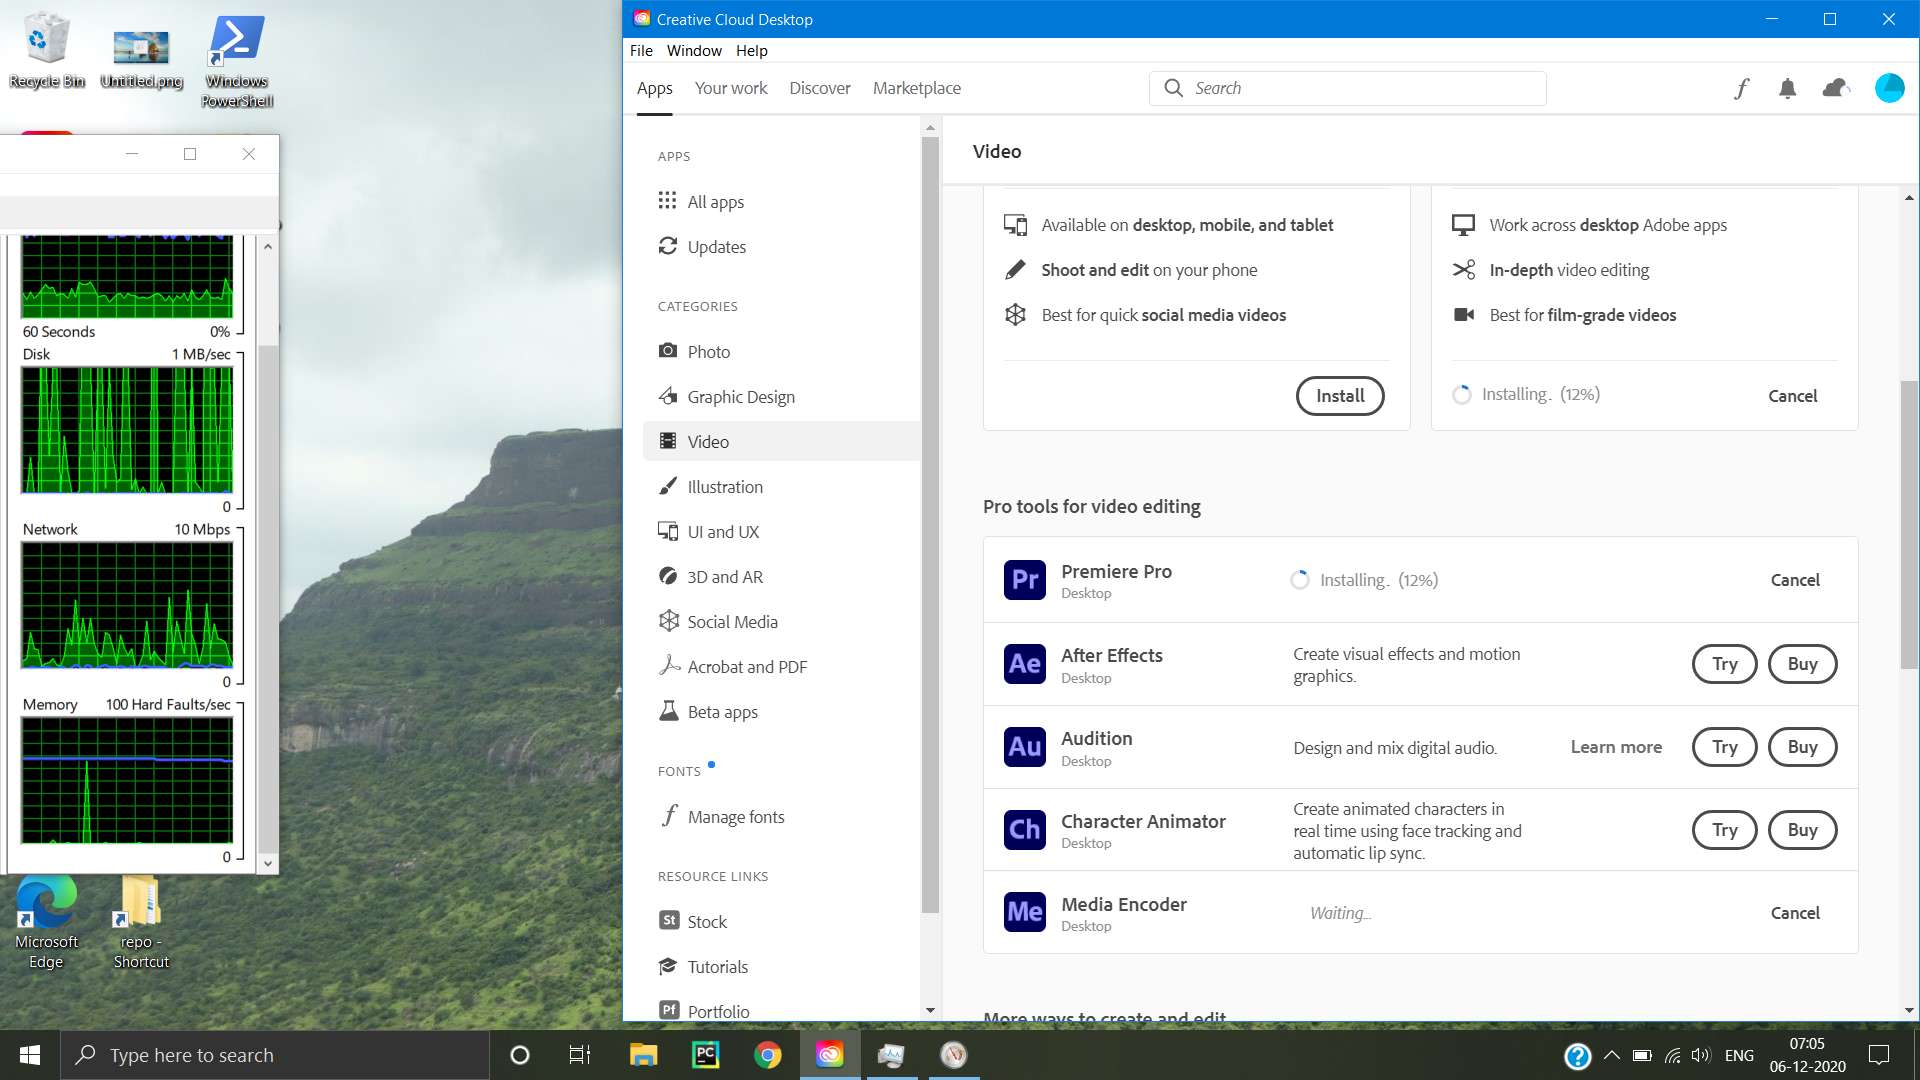 Recycle Bin
Untitled.png
Windows
PowerShell
60 Seconds 0%
Disk 1 MB/sec
0
Network 10 Mbps
0
Memory 100 Hard Faults/sec
0
Microsoft
Edge
repo -
Shortcut
Creative Cloud Desktop
File Window Help
Apps Your work Discover Marketplace
Search
APPS
All apps
Updates
CATEGORIES
Photo
Graphic Design
Video
Illustration
UI and UX
3D and AR
Social Media
Acrobat and PDF
Beta apps
FONTS
Manage fonts
RESOURCE LINKS
St Stock
Tutorials
Pf Portfolio
Video
Available on desktop, mobile, and tablet
Shoot and edit on your phone
Best for quick social media videos
Install
Work across desktop Adobe apps
In-depth video editing
Best for film-grade videos
Installing. (12%) Cancel
Pro tools for video editing
Pr Premiere Pro
Desktop
Installing. (12%) Cancel
Ae After Effects
Desktop
Create visual effects and motion
graphics.
Try Buy
Au Audition
Desktop
Design and mix digital audio.
Learn more Try Buy
Ch Character Animator
Desktop
Create animated characters in
real time using face tracking and
automatic lip sync.
Try Buy
Me Media Encoder
Desktop
Waiting... Cancel
More ways to create and edit
Type here to search
PC
ENG
07:05
06-12-2020